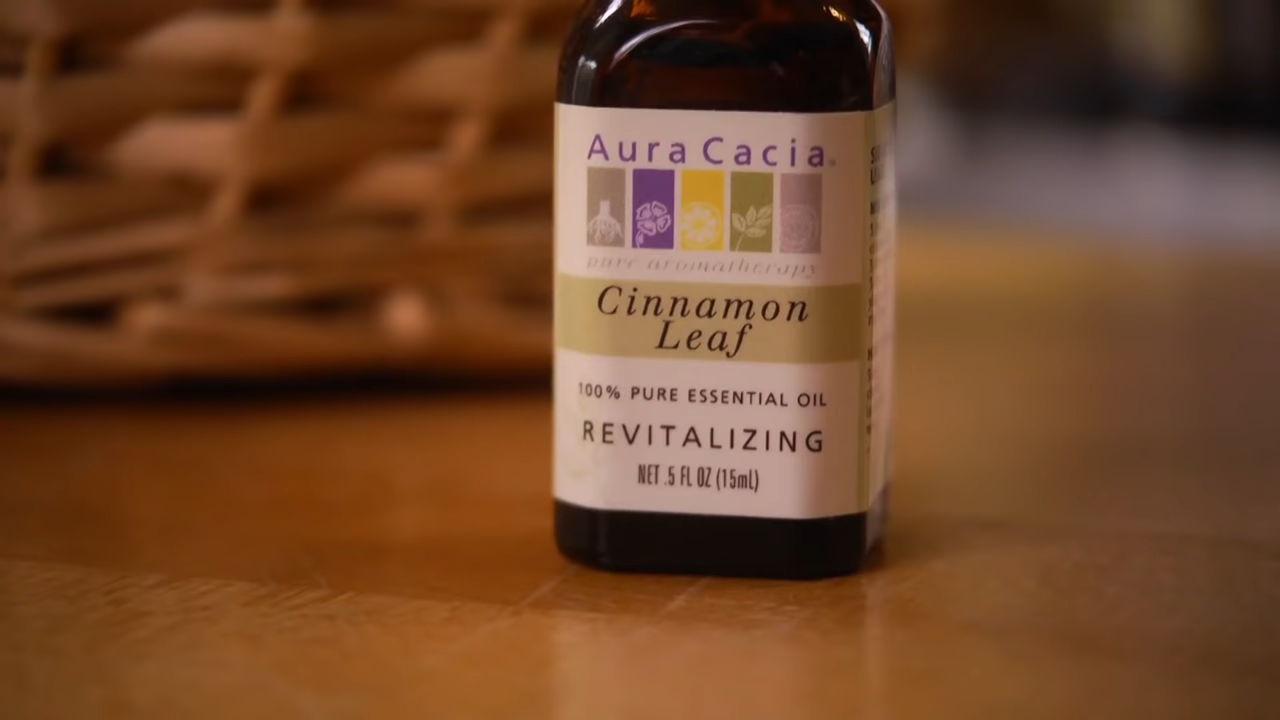 Aura Cacia
pure aromatherapy
Cinnamon
Leaf
100% PURE ESSENTIAL OIL
REVITALIZING
NET .5 FL OZ (15mL)